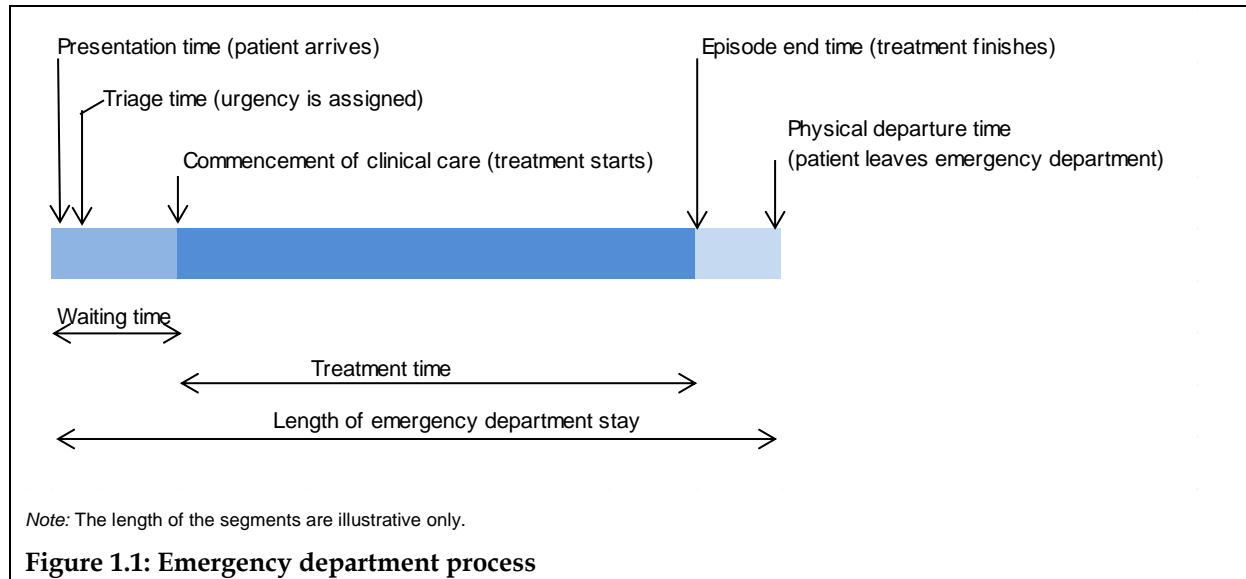 Presentation time (patient arrives)
Episode end time (treatment finishes)
Triage time (urgency is assigned)
Physical departure time
(patient leaves emergency department)
Commencement of clinical care (treatment starts)
Waiting time
Treatment time
Length of emergency department stay
Note: The length of the segments are illustrative only.
Figure 1.1: Emergency department process